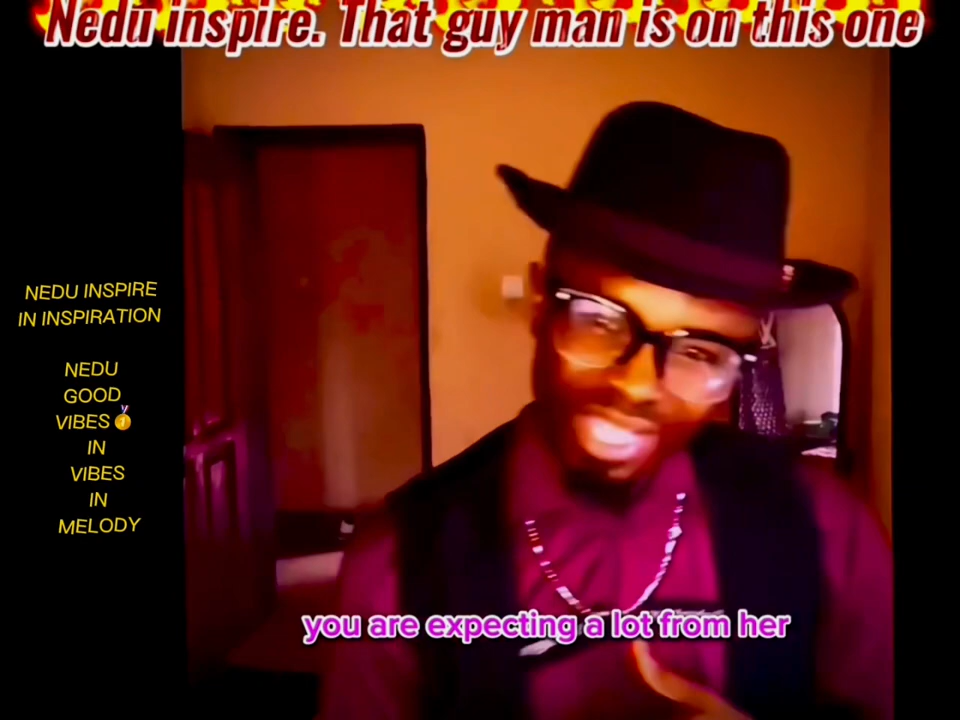 Nedu inspire. That guy man is on this one
NEDU INSPIRE
IN INSPIRATION
NEDU
GOOD
VIBES🏅
IN
VIBES
IN
MELODY
you are expecting a lot from her